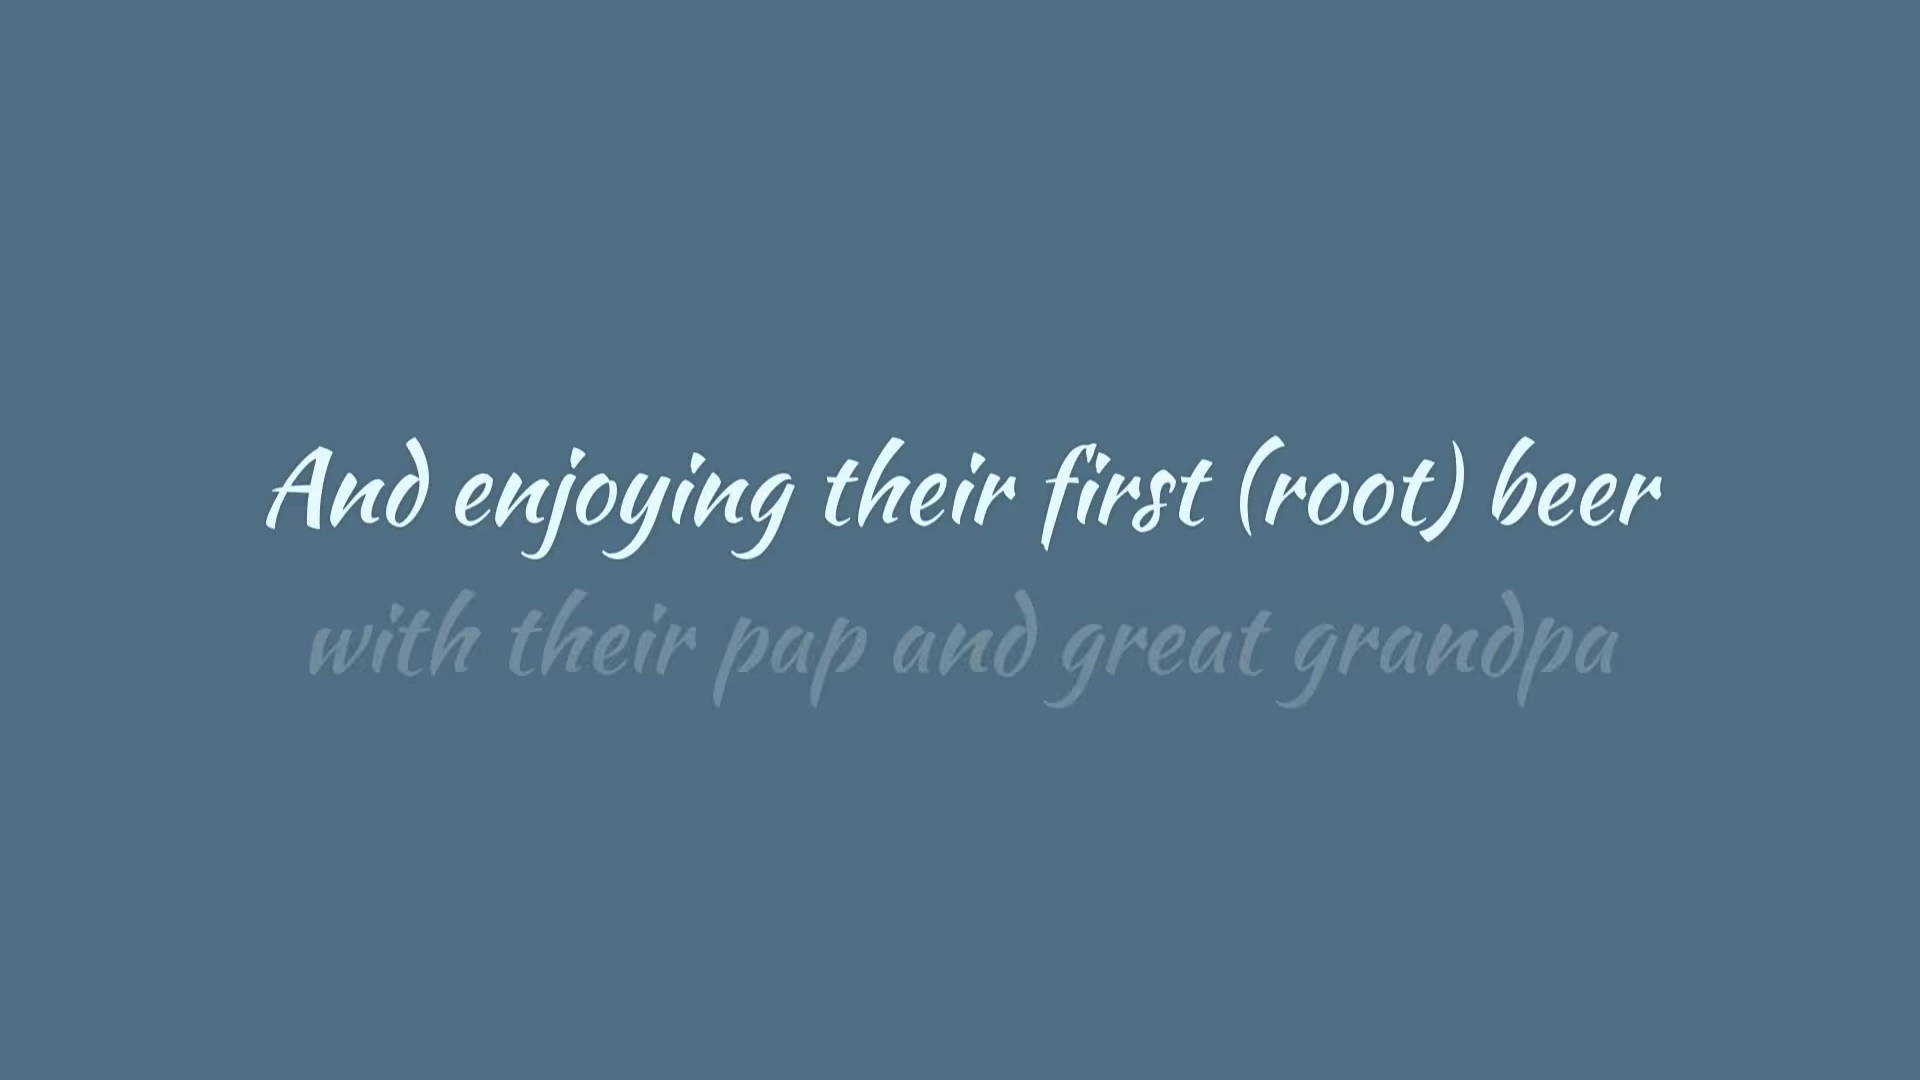 And enjoying their first (root) beer
with their pap and great grandpa